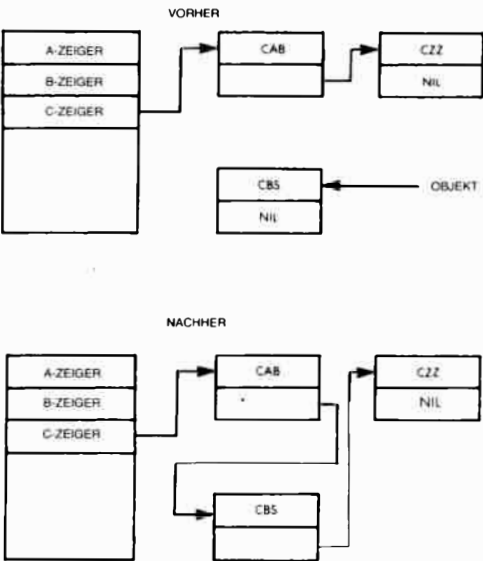 VORHER
A-ZEIGER
B-ZEIGER
C-ZEIGER
CAB
CZZ
NIL
CBS
NIL
OBJEKT
NACHHER
A-ZEIGER
B-ZEIGER
C-ZEIGER
CAB
CZZ
NIL
CBS